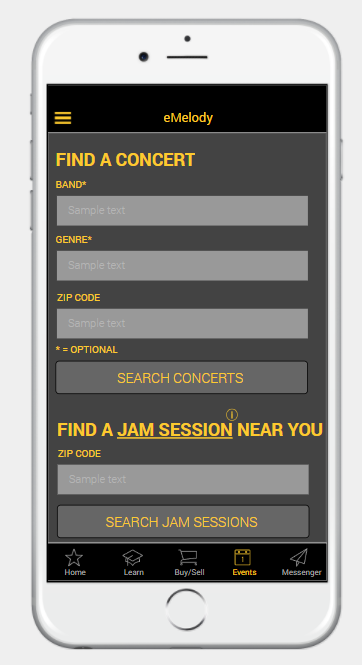 eMelody
FIND A CONCERT
BAND*
Sample text
GENRE*
Sample text
ZIP CODE
Sample text
* = OPTIONAL
SEARCH CONCERTS
FIND A JAM SESSION ⓘ NEAR YOU
ZIP CODE
Sample text
SEARCH JAM SESSIONS
Home Learn Buy/Sell 1 Events Messenger